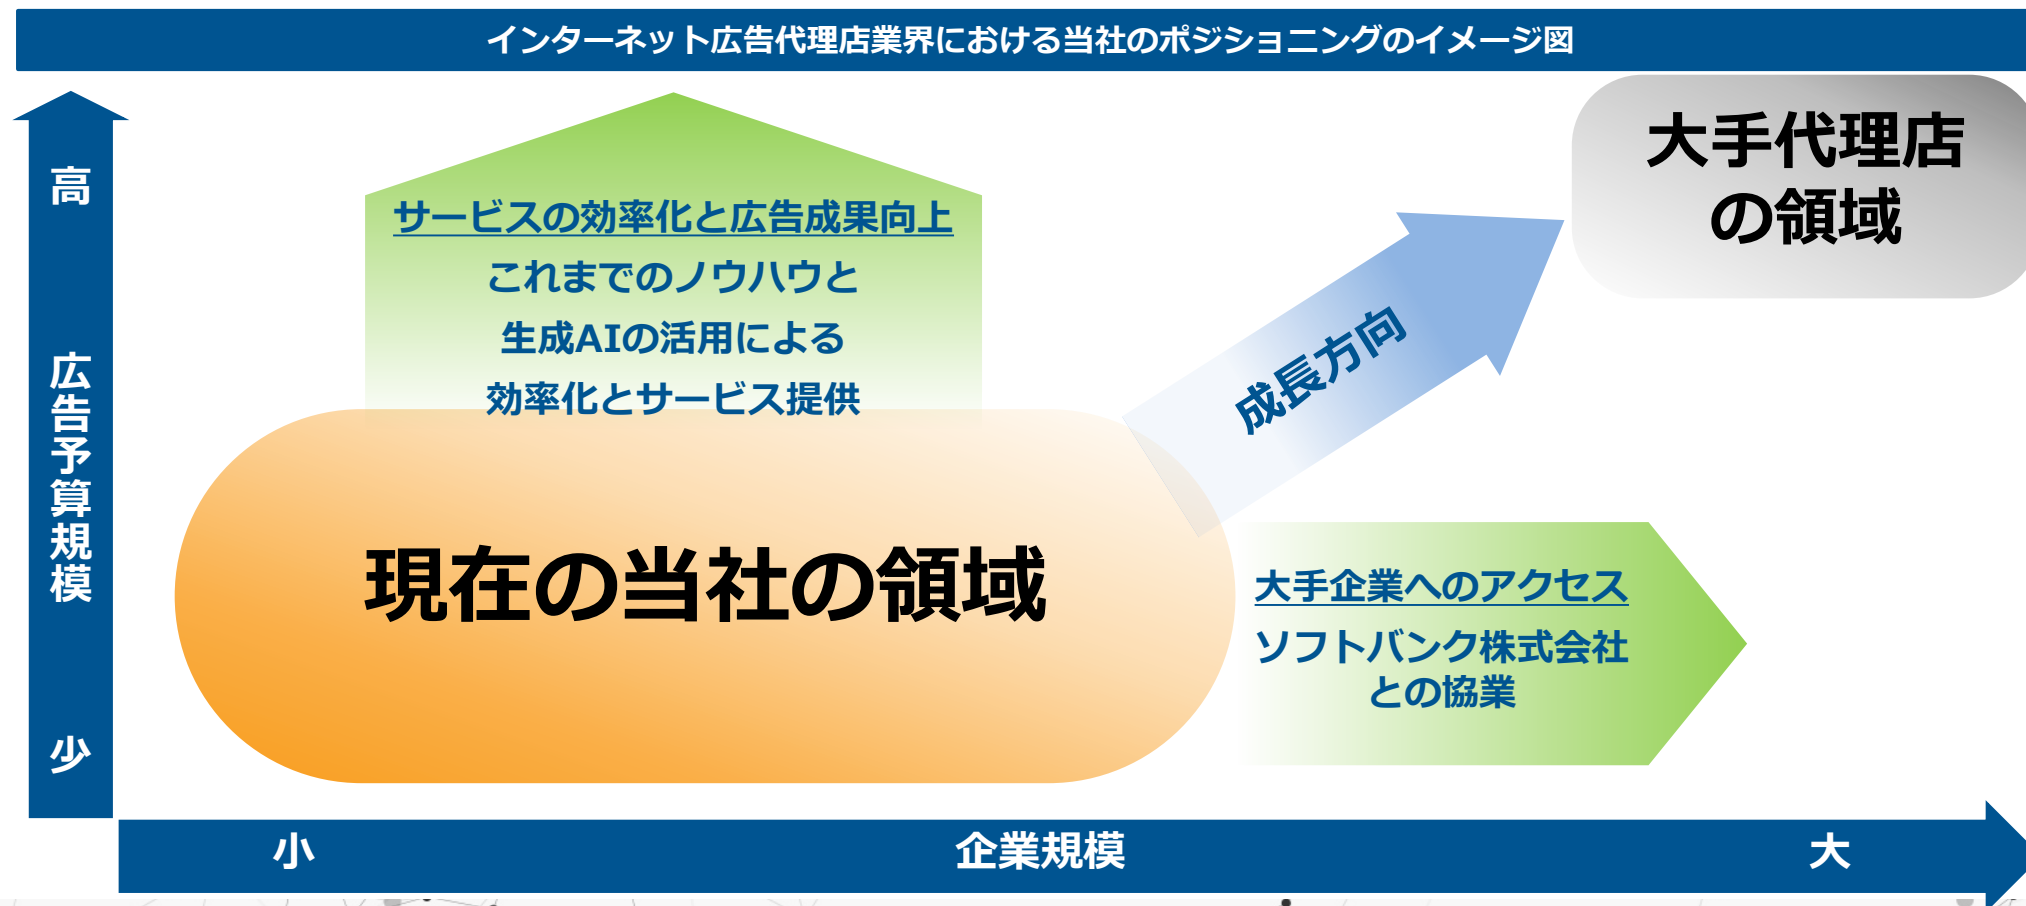 インターネット広告代理店業界における当社のポジショニングのイメージ図
高
広告予算規模
少
サービスの効率化と広告成果向上
これまでのノウハウと
生成AIの活用による
効率化とサービス提供
大手代理店
の領域
成長方向
現在の当社の領域
大手企業へのアクセス
ソフトバンク株式会社
との協業
小
企業規模
大